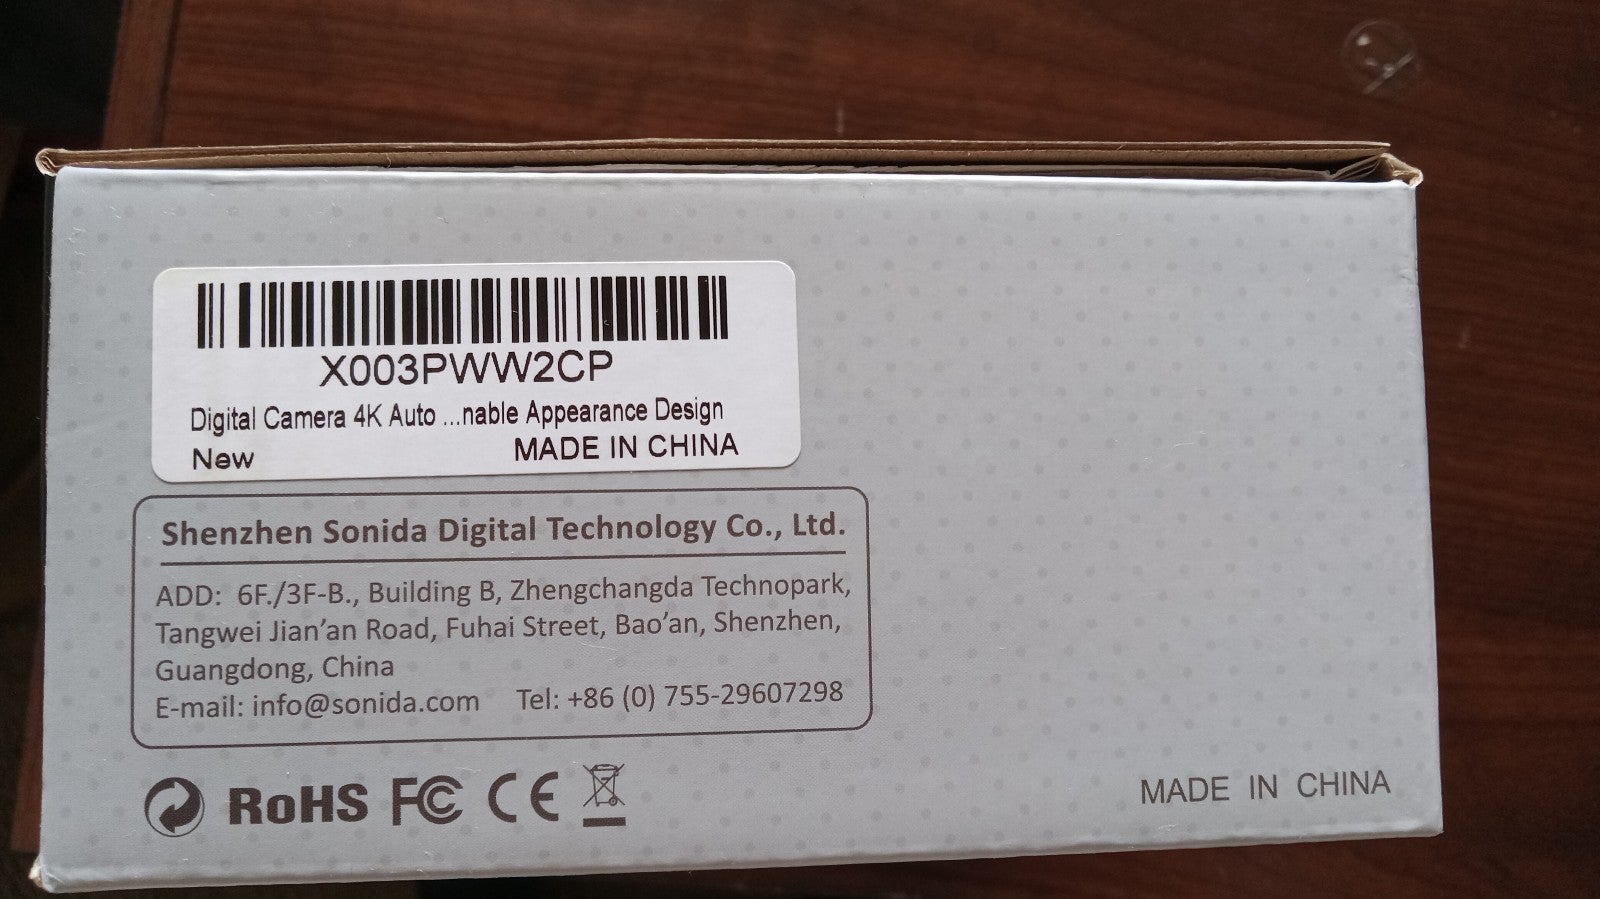 X003PWW2CP
Digital Camera 4K Auto ...nable Appearance Design
New MADE IN CHINA
Shenzhen Sonida Digital Technology Co., Ltd.
ADD: 6F./3F-B., Building B, Zhengchangda Technopark,
Tangwei Jian’an Road, Fuhai Street, Bao’an, Shenzhen,
Guangdong, China
E-mail: info@sonida.com Tel: +86 (0) 755-29607298
RoHS FC CE
MADE IN CHINA